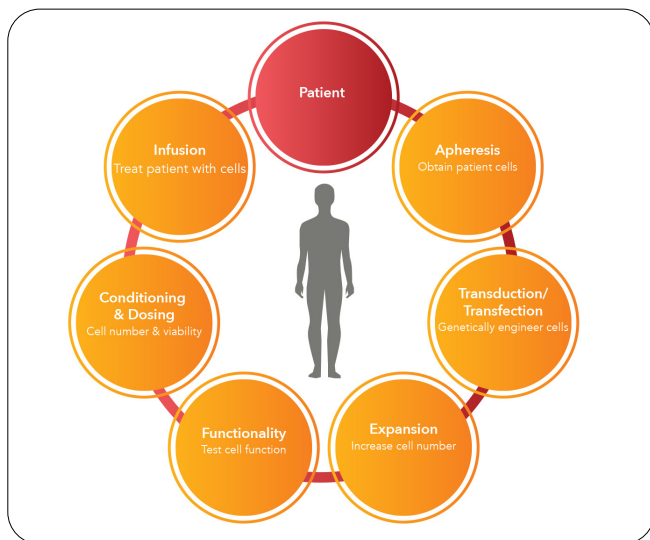 Patient
Apheresis
Obtain patient cells
Transduction/
Transfection
Genetically engineer cells
Expansion
Increase cell number
Functionality
Test cell function
Conditioning
& Dosing
Cell number & viability
Infusion
Treat patient with cells